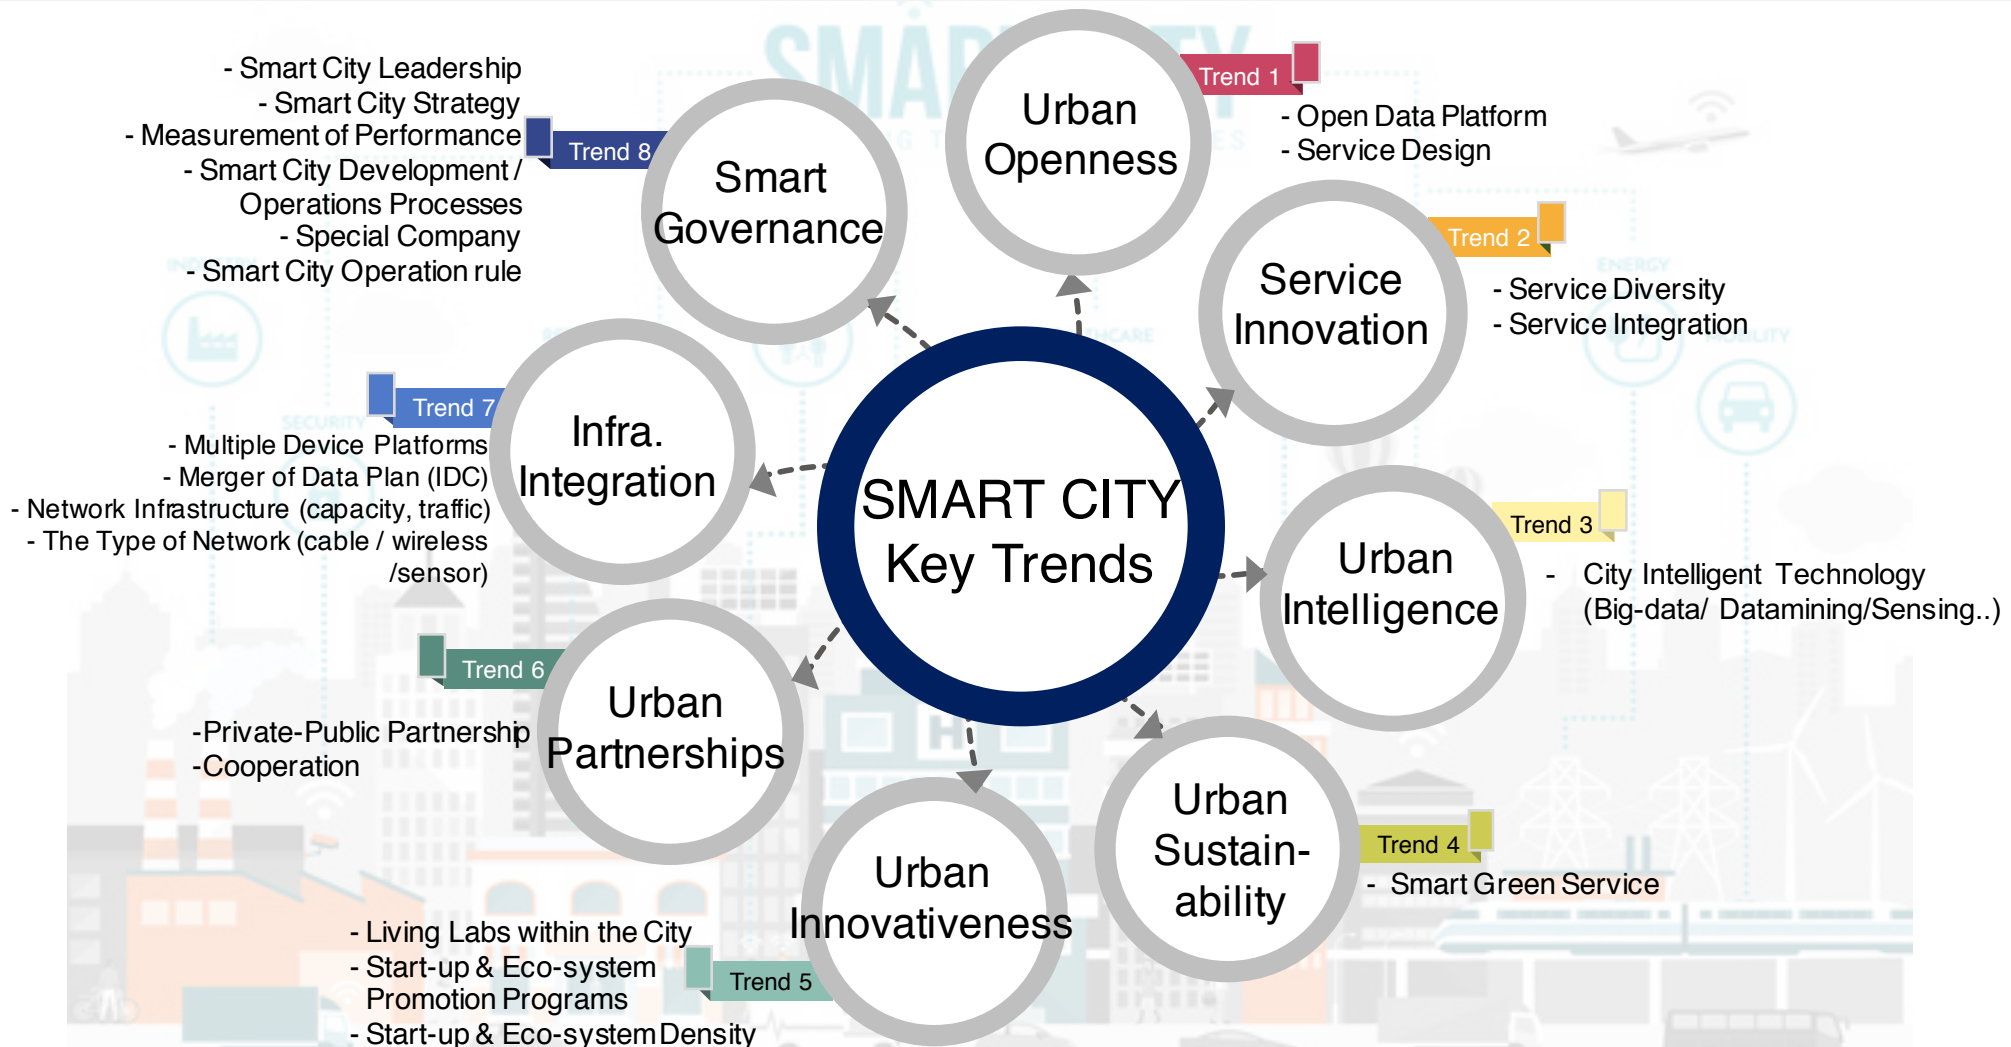 SMART CITY
Key Trends
Trend 1
Urban
Openness
- Open Data Platform
- Service Design
Trend 2
Service
Innovation
- Service Diversity
- Service Integration
Trend 3
Urban
Intelligence
- City Intelligent Technology
(Big-data/ Datamining/Sensing..)
Trend 4
Urban
Sustain-
ability
- Smart Green Service
Trend 5
Urban
Innovativeness
- Living Labs within the City
- Start-up & Eco-system
Promotion Programs
- Start-up & Eco-system Density
Trend 6
Urban
Partnerships
-Private-Public Partnership
-Cooperation
Trend 7
Infra.
Integration
- Multiple Device Platforms
- Merger of Data Plan (IDC)
- Network Infrastructure (capacity, traffic)
- The Type of Network (cable / wireless
/sensor)
Trend 8
Smart
Governance
- Smart City Leadership
- Smart City Strategy
- Measurement of Performance
- Smart City Development /
Operations Processes
- Special Company
- Smart City Operation rule
SECURITY
ENERGY
H